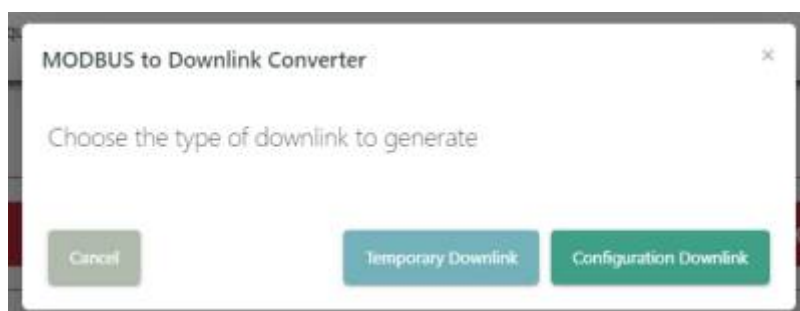 MODBUS to Downlink Converter
×
Choose the type of downlink to generate
Cancel
Temporary Downlink
Configuration Downlink